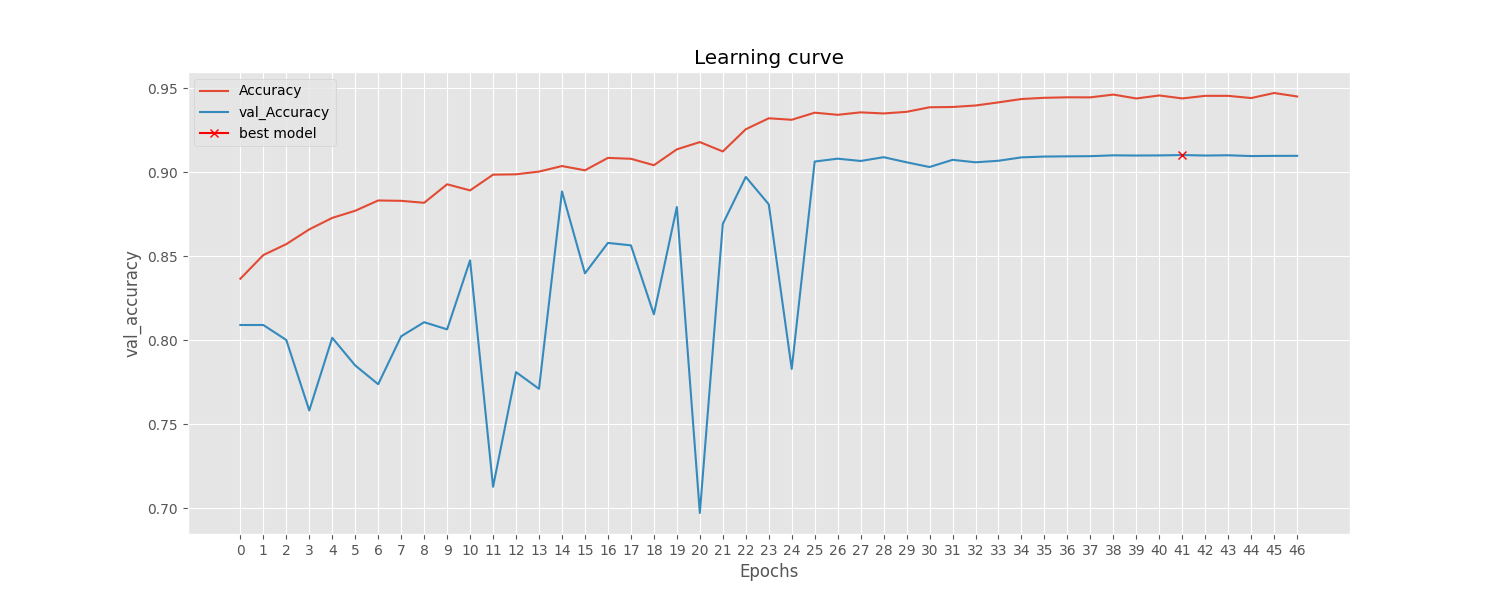 Learning curve
Accuracy
val_Accuracy
best model
val_accuracy
0.95
0.90
0.85
0.80
0.75
0.70
0 1 2 3 4 5 6 7 8 9 10 11 12 13 14 15 16 17 18 19 20 21 22 23 24 25 26 27 28 29 30 31 32 33 34 35 36 37 38 39 40 41 42 43 44 45 46
Epochs